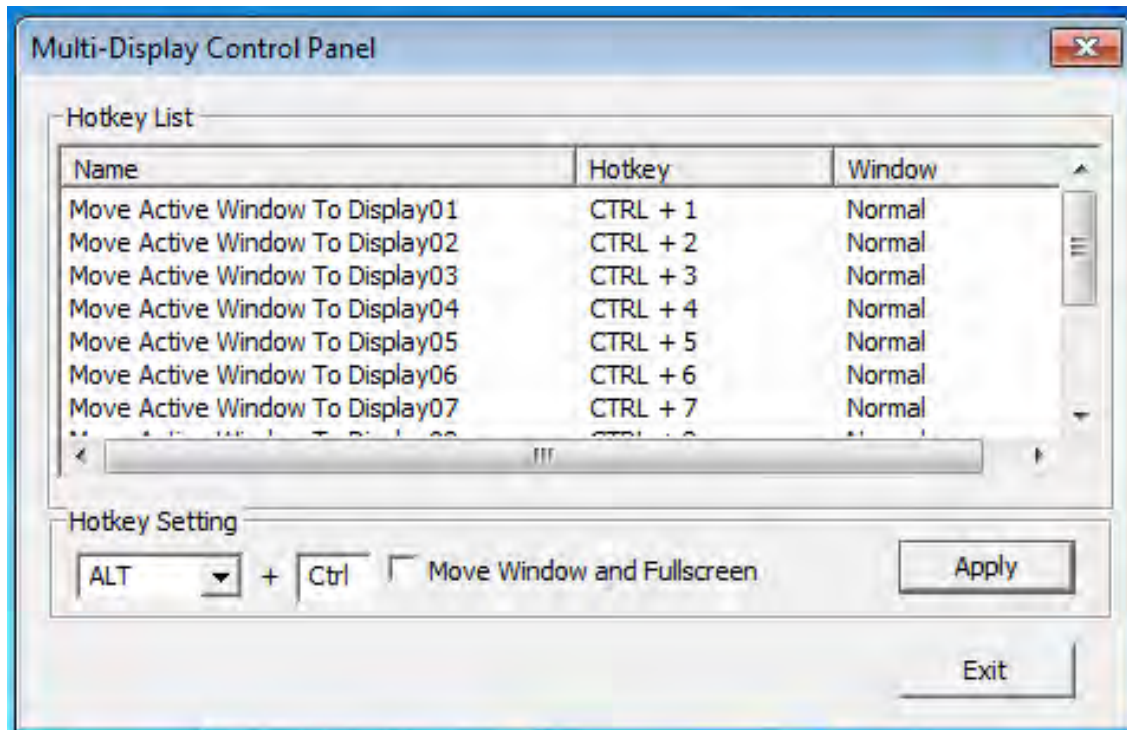 Multi-Display Control Panel
Hotkey List
Name Hotkey Window
Move Active Window To Display01 CTRL + 1 Normal
Move Active Window To Display02 CTRL + 2 Normal
Move Active Window To Display03 CTRL + 3 Normal
Move Active Window To Display04 CTRL + 4 Normal
Move Active Window To Display05 CTRL + 5 Normal
Move Active Window To Display06 CTRL + 6 Normal
Move Active Window To Display07 CTRL + 7 Normal
Hotkey Setting
ALT + Ctrl Move Window and Fullscreen Apply
Exit